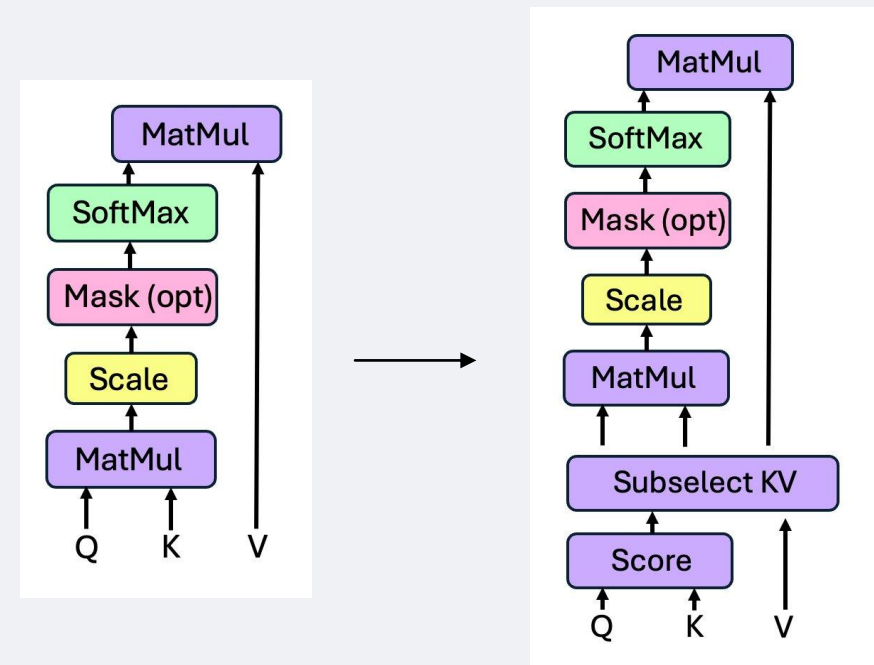 MatMul
SoftMax
Mask (opt)
Scale
MatMul
Q K V
MatMul
SoftMax
Mask (opt)
Scale
MatMul
Subselect KV
Score
Q K V